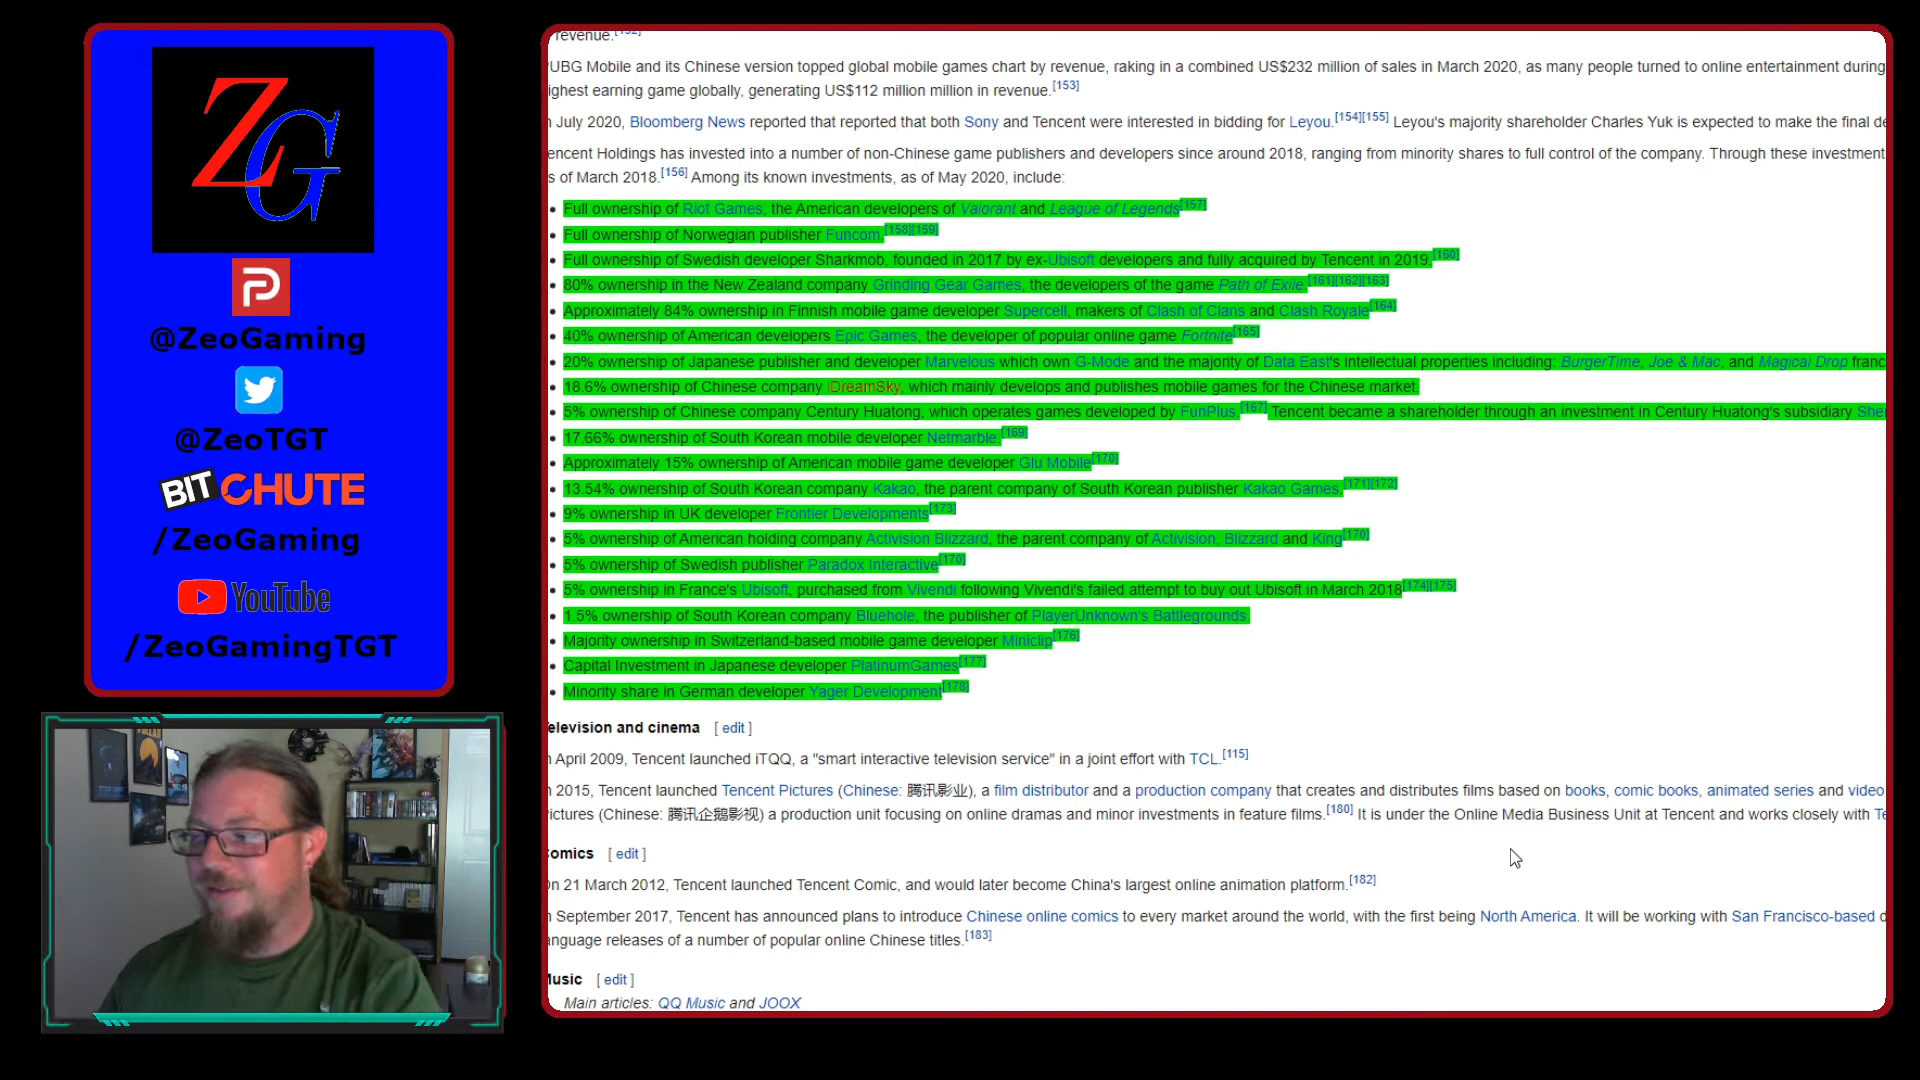 ZG
@ZeoGaming
@ZeoTGT
BITCHUTE
/ZeoGaming
YouTube
/ZeoGamingTGT
revenue.[152]
UBG Mobile and its Chinese version topped global mobile games chart by revenue, raking in a combined US$232 million of sales in March 2020, as many people turned to online entertainment during
ighest earning game globally, generating US$112 million million in revenue.[153]
n July 2020, Bloomberg News reported that reported that both Sony and Tencent were interested in bidding for Leyou.[154][155] Leyou's majority shareholder Charles Yuk is expected to make the final de
encent Holdings has invested into a number of non-Chinese game publishers and developers since around 2018, ranging from minority shares to full control of the company. Through these investment
s of March 2018.[156] Among its known investments, as of May 2020, include:
• Full ownership of Riot Games, the American developers of Valorant and League of Legends[157]
• Full ownership of Norwegian publisher Funcom.[158][159]
• Full ownership of Swedish developer Sharkmob, founded in 2017 by ex-Ubisoft developers and fully acquired by Tencent in 2019.[160]
• 80% ownership in the New Zealand company Grinding Gear Games, the developers of the game Path of Exile.[161][162][163]
• Approximately 84% ownership in Finnish mobile game developer Supercell, makers of Clash of Clans and Clash Royale[164]
• 40% ownership of American developers Epic Games, the developer of popular online game Fortnite[165]
• 20% ownership of Japanese publisher and developer Marvelous which own G-Mode and the majority of Data East's intellectual properties including: BurgerTime, Joe & Mac, and Magical Drop franc
• 18.6% ownership of Chinese company iDreamSky, which mainly develops and publishes mobile games for the Chinese market.
• 5% ownership of Chinese company Century Huatong, which operates games developed by FunPlus.[167] Tencent became a shareholder through an investment in Century Huatong's subsidiary She
• 17.66% ownership of South Korean mobile developer Netmarble.[169]
• Approximately 15% ownership of American mobile game developer Glu Mobile[170]
• 13.54% ownership of South Korean company Kakao, the parent company of South Korean publisher Kakao Games.[171][172]
• 9% ownership in UK developer Frontier Developments[173]
• 5% ownership of American holding company Activision Blizzard, the parent company of Activision, Blizzard and King[170]
• 5% ownership of Swedish publisher Paradox Interactive[170]
• 5% ownership in France's Ubisoft, purchased from Vivendi following Vivendi's failed attempt to buy out Ubisoft in March 2018[174][175]
• 1.5% ownership of South Korean company Bluehole, the publisher of PlayerUnknown's Battlegrounds.
• Majority ownership in Switzerland-based mobile game developer Miniclip[176]
• Capital Investment in Japanese developer PlatinumGames[177]
• Minority share in German developer Yager Development[178]
elevision and cinema [ edit ]
n April 2009, Tencent launched iTQQ, a "smart interactive television service" in a joint effort with TCL.[115]
n 2015, Tencent launched Tencent Pictures (Chinese: 腾讯影业), a film distributor and a production company that creates and distributes films based on books, comic books, animated series and video
ictures (Chinese: 腾讯企鹅影视) a production unit focusing on online dramas and minor investments in feature films.[180] It is under the Online Media Business Unit at Tencent and works closely with Te
omics [ edit ]
On 21 March 2012, Tencent launched Tencent Comic, and would later become China's largest online animation platform.[182]
n September 2017, Tencent has announced plans to introduce Chinese online comics to every market around the world, with the first being North America. It will be working with San Francisco-based d
anguage releases of a number of popular online Chinese titles.[183]
Music [ edit ]
Main articles: QQ Music and JOOX